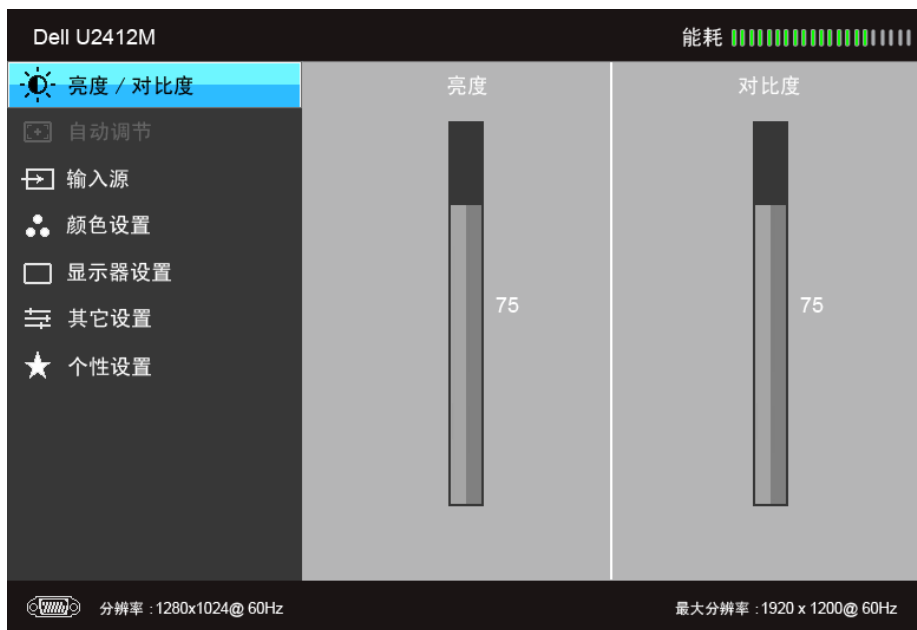 Dell U2412M
能耗
亮度 / 对比度
自动调节
输入源
颜色设置
显示器设置
其它设置
个性设置
亮度
75
对比度
75
分辨率 : 1280x1024@ 60Hz
最大分辨率 : 1920 x 1200@ 60Hz